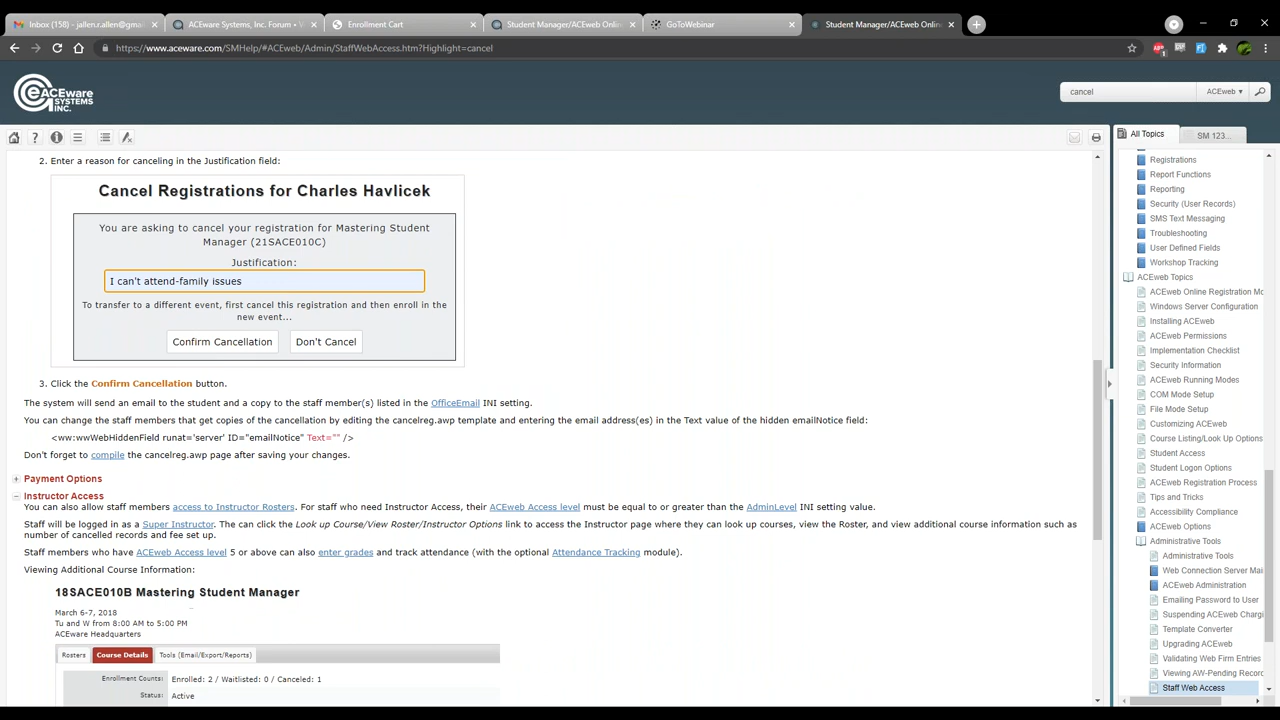 Inbox (158) - jallen.r.allen@gma
ACEware Systems, Inc. Forum •
Enrollment Cart
Student Manager/ACEweb Online
GoToWebinar
Student Manager/ACEweb Onlin
https://www.aceware.com/SMHelp/#ACEweb/Admin/StaffWebAccess.htm?Highlight=cancel
ACEware
SYSTEMS
INC.
cancel
ACEweb
All Topics
SM 123...
2. Enter a reason for canceling in the Justification field:
Cancel Registrations for Charles Havlicek
You are asking to cancel your registration for Mastering Student
Manager (21SACE010C)
Justification:
I can't attend-family issues
To transfer to a different event, first cancel this registration and then enroll in the
new event...
Confirm Cancellation
Don't Cancel
3. Click the Confirm Cancellation button.
The system will send an email to the student and a copy to the staff member(s) listed in the OfficeEmail INI setting.
You can change the staff members that get copies of the cancellation by editing the cancelreg.awp template and entering the email address(es) in the Text value of the hidden emailNotice field:
<ww:wwWebHiddenField runat='server' ID="emailNotice" Text="" />
Don't forget to compile the cancelreg.awp page after saving your changes.
Payment Options
Instructor Access
You can also allow staff members access to Instructor Rosters. For staff who need Instructor Access, their ACEweb Access level must be equal to or greater than the AdminLevel INI setting value.
Staff will be logged in as a Super Instructor. The can click the Look up Course/View Roster/Instructor Options link to access the Instructor page where they can look up courses, view the Roster, and view additional course information such as
number of cancelled records and fee set up.
Staff members who have ACEweb Access level 5 or above can also enter grades and track attendance (with the optional Attendance Tracking module).
Viewing Additional Course Information:
18SACE010B Mastering Student Manager
March 6-7, 2018
Tu and W from 8:00 AM to 5:00 PM
ACEware Headquarters
Rosters
Course Details
Tools (Email/Export/Reports)
Enrollment Counts: Enrolled: 2 / Waitlisted: 0 / Canceled: 1
Status: Active
Registrations
Report Functions
Reporting
Security (User Records)
SMS Text Messaging
Troubleshooting
User Defined Fields
Workshop Tracking
ACEweb Topics
ACEweb Online Registration Mo
Windows Server Configuration
Installing ACEweb
ACEweb Permissions
Implementation Checklist
Security Information
ACEweb Running Modes
COM Mode Setup
File Mode Setup
Customizing ACEweb
Course Listing/Look Up Options
Student Access
Student Logon Options
ACEweb Registration Process
Tips and Tricks
Accessibility Compliance
ACEweb Options
Administrative Tools
Administrative Tools
Web Connection Server Mai
ACEweb Administration
Emailing Password to User
Suspending ACEweb Chargi
Template Converter
Upgrading ACEweb
Validating Web Firm Entries
Viewing AW-Pending Record
Staff Web Access